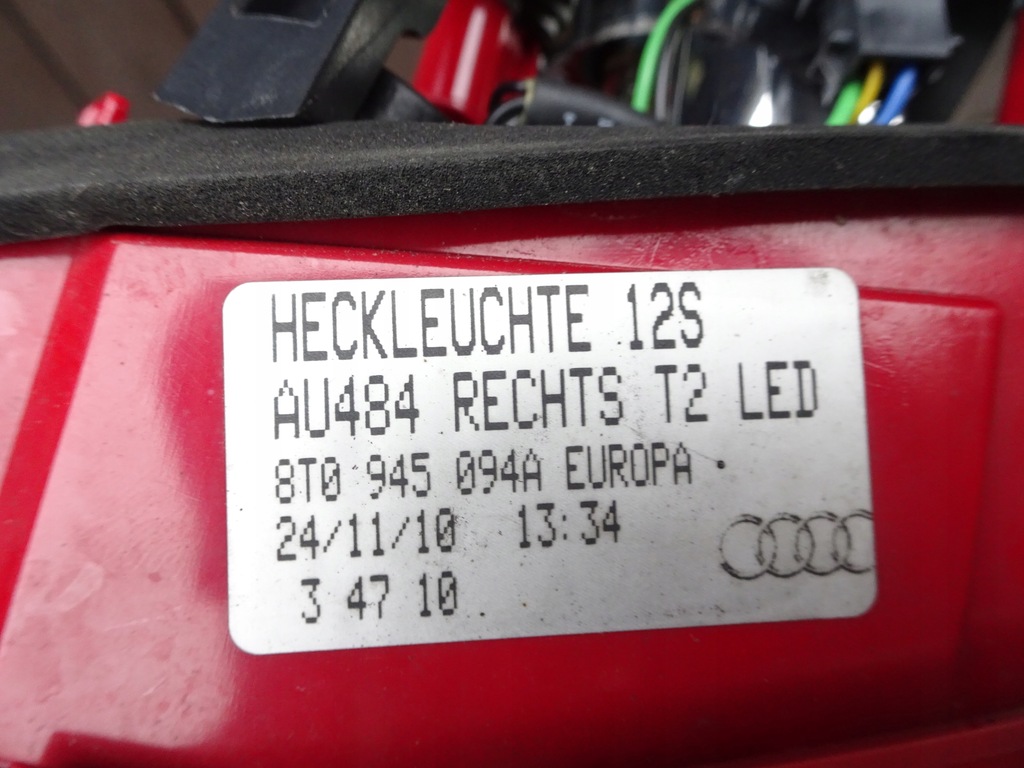 HECKLEUCHTE 12S
AU484 RECHTS T2 LED
8T0 945 094A EUROPA
24/11/10 13:34
3 47 10